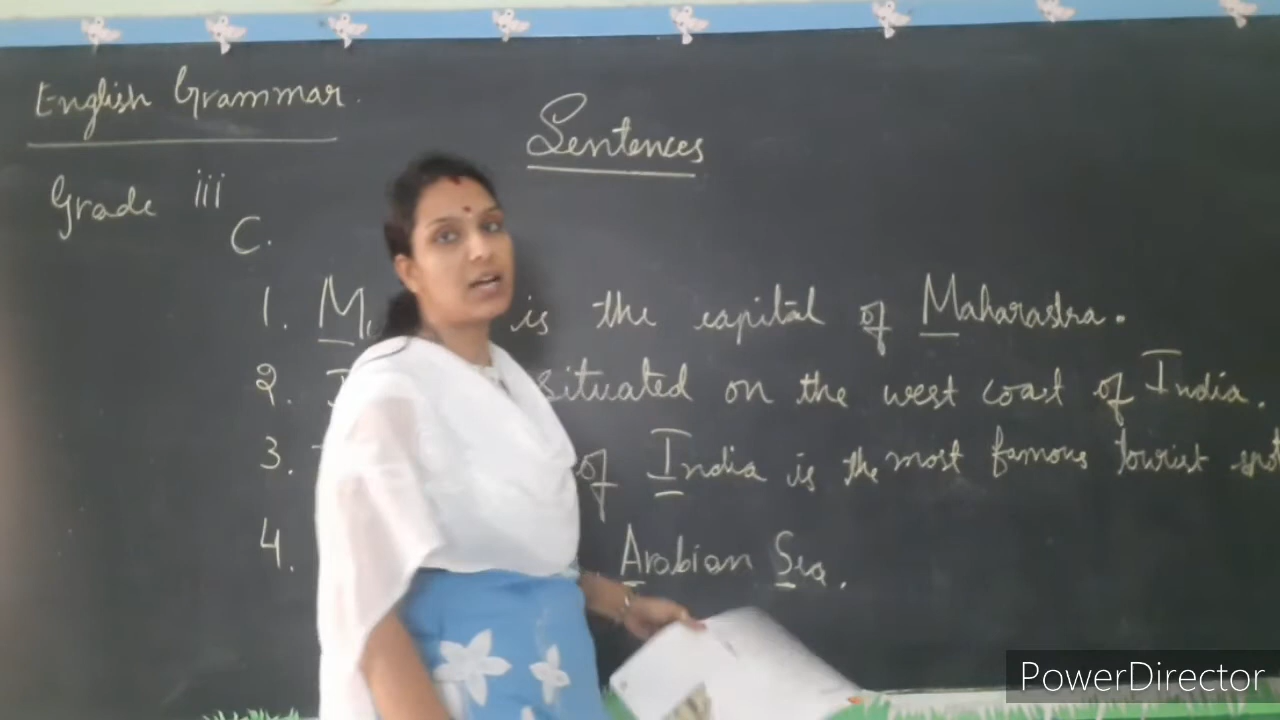 English Grammar.
Sentences
Grade iii
C.
1. is the capital of Maharastra.
2. situated on the west coast of India.
3. of India is the most famous tourist
4. Arabian Sea.
PowerDirector